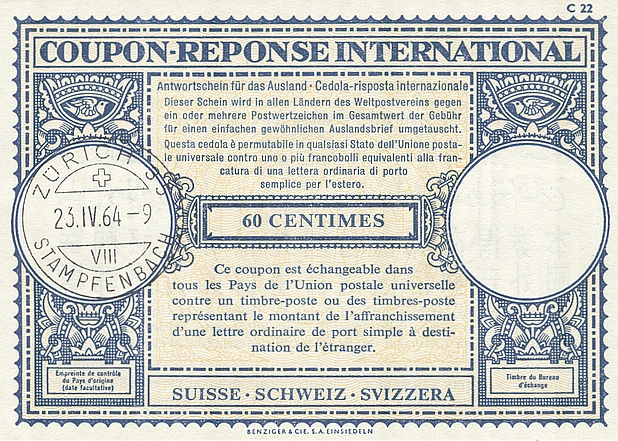 C 22
COUPON-REPONSE INTERNATIONAL
Antwortschein für das Ausland · Cedola-risposta internazionale
Dieser Schein wird in allen Ländern des Weltpostvereins gegen
ein oder mehrere Postwertzeichen im Gesamtwert der Gebühr
für einen einfachen gewöhnlichen Auslandsbrief umgetauscht.
Questa cedola è permutabile in qualsiasi Stato dell'Unione posta-
le universale contro uno o più francobolli equivalenti alla fran-
catura di una lettera ordinaria di porto
semplice per l'estero.
ZÜRICH 35
23.IV.64-9
VIII
STAMPFENBACH
60 CENTIMES
Ce coupon est échangeable dans
tous les Pays de l'Union postale universelle
contre un timbre-poste ou des timbres-poste
représentant le montant de l'affranchissement
d'une lettre ordinaire de port simple à desti-
nation de l'étranger.
Empreinte de contrôle
du Pays d'origine
(date facultative)
Timbre du Bureau
d'échange
SUISSE · SCHWEIZ · SVIZZERA
BENZIGER & CIE. S.A. EINSIEDELN